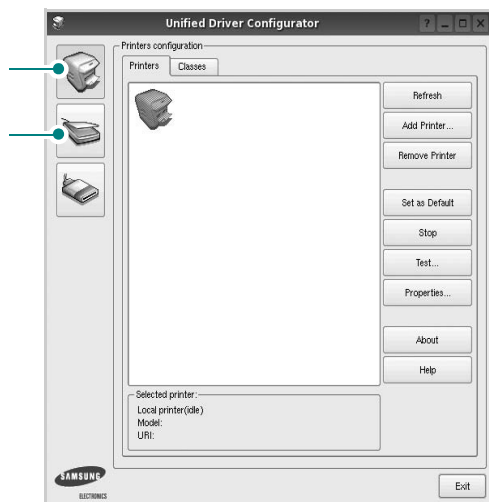 Unified Driver Configurator
Printers configuration
Printers
Classes
Refresh
Add Printer...
Remove Printer
Set as Default
Stop
Test...
Properties...
About
Help
Selected printer:
Local printer(idle)
Model:
URI:
SAMSUNG
ELECTRONICS
Exit